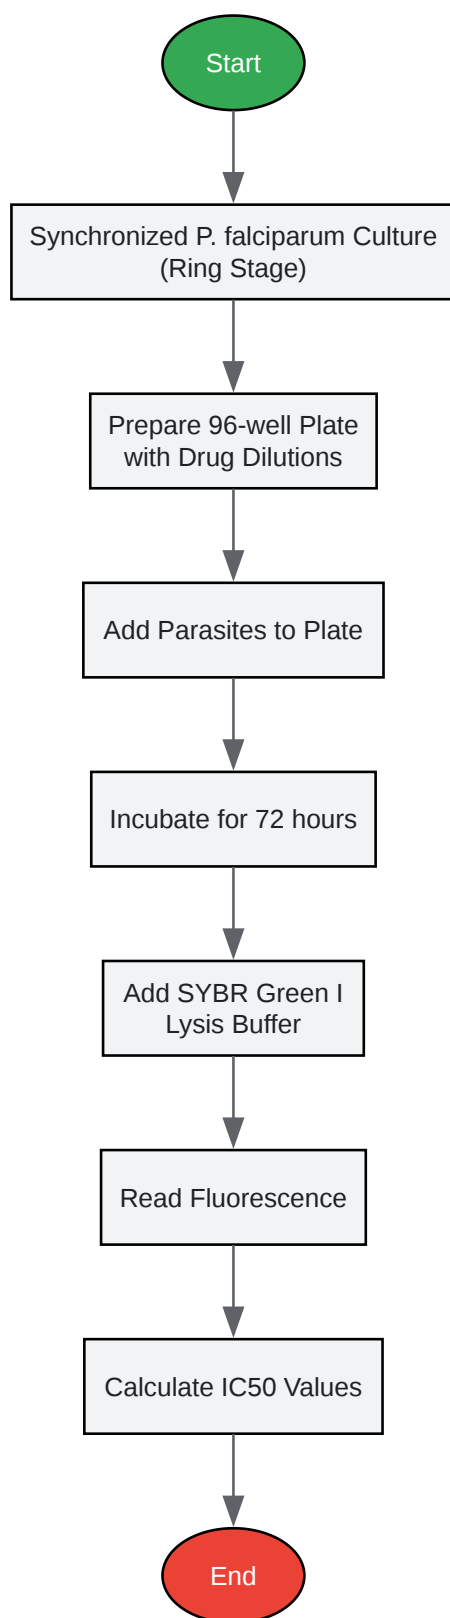 Start
Synchronized P. falciparum Culture
(Ring Stage)
Prepare 96-well Plate
with Drug Dilutions
Add Parasites to Plate
Incubate for 72 hours
Add SYBR Green I
Lysis Buffer
Read Fluorescence
Calculate IC50 Values
End